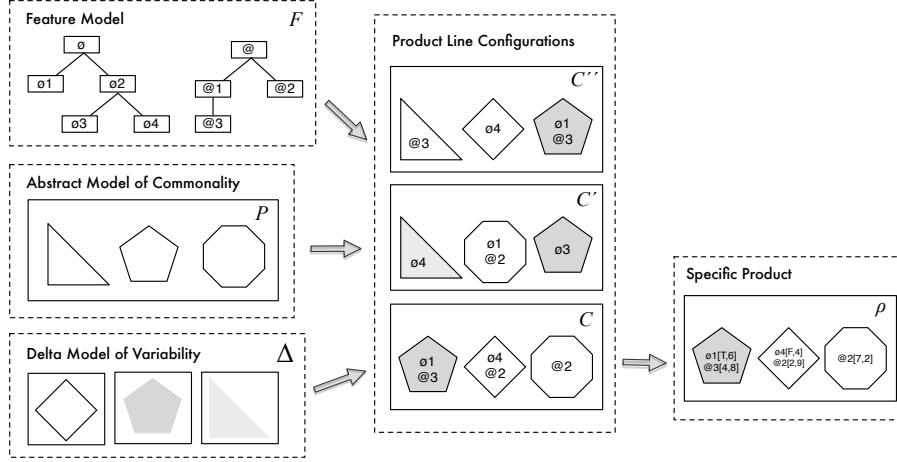 Feature Model
F
ø
@
ø1
ø2
@1
@2
ø3
ø4
@3
Abstract Model of Commonality
P
Delta Model of Variability
Δ
Product Line Configurations
C′′
@3
ø4
ø1
@3
C′
ø4
ø1
@2
ø3
C
ø1
@3
ø4
@2
@2
Specific Product
ρ
ø1[T,6]
@3[4,8]
ø4[F,4]
@2[2,9]
@2[7,2]